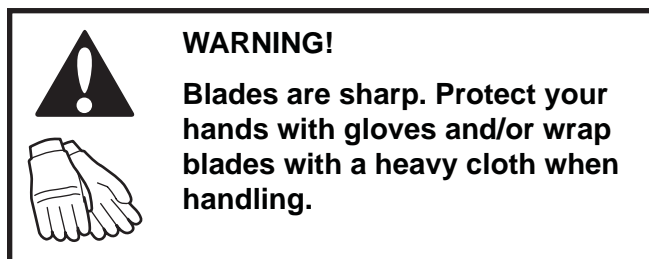 WARNING!
Blades are sharp. Protect your
hands with gloves and/or wrap
blades with a heavy cloth when
handling.